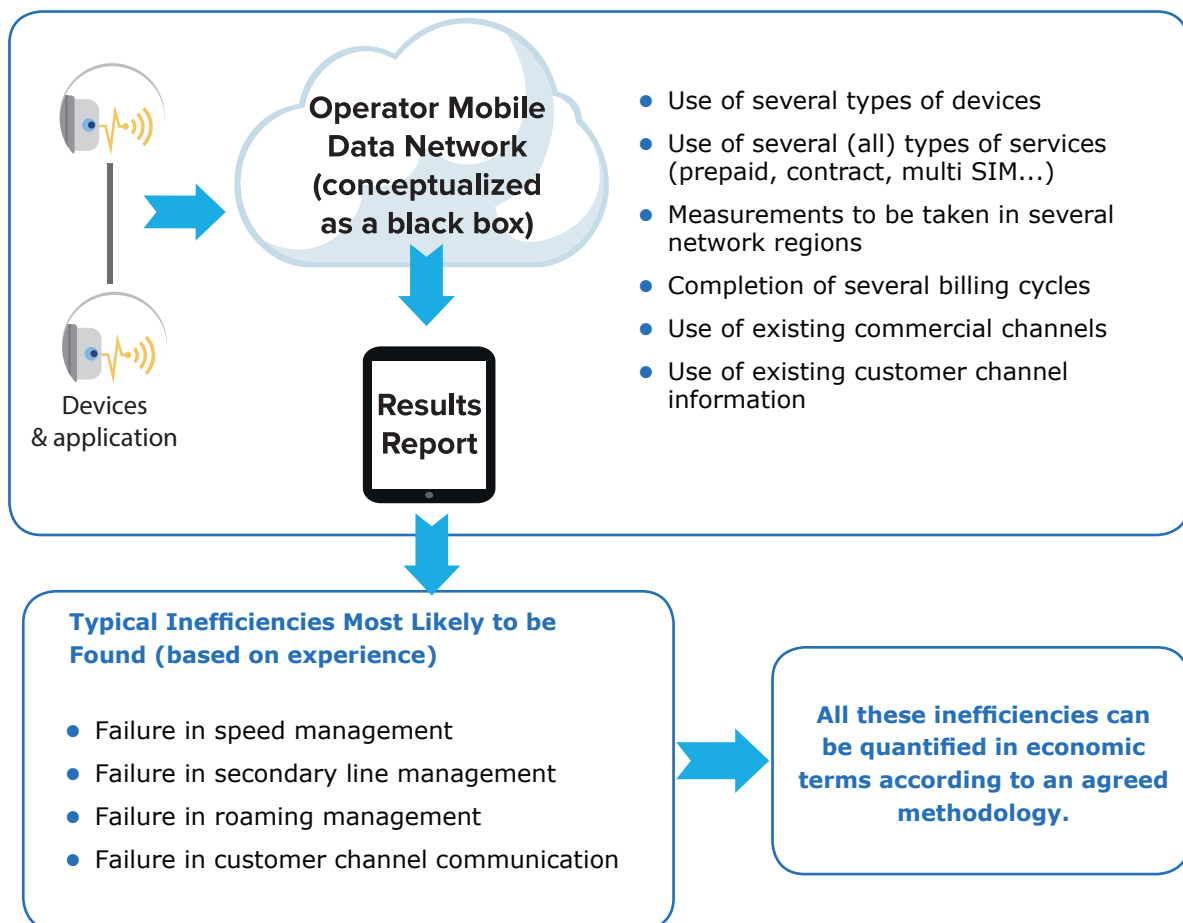 Operator Mobile
Data Network
(conceptualized
as a black box)
Devices
& application
Results
Report
• Use of several types of devices
• Use of several (all) types of services
(prepaid, contract, multi SIM...)
• Measurements to be taken in several
network regions
• Completion of several billing cycles
• Use of existing commercial channels
• Use of existing customer channel
information
Typical Inefficiencies Most Likely to be
Found (based on experience)
• Failure in speed management
• Failure in secondary line management
• Failure in roaming management
• Failure in customer channel communication
All these inefficiencies can
be quantified in economic
terms according to an agreed
methodology.